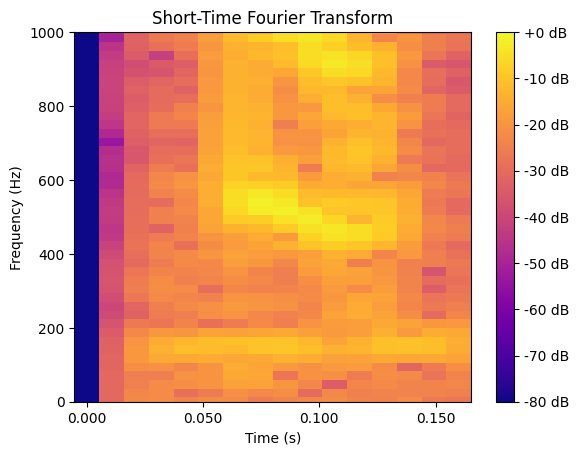 Short-Time Fourier Transform
1000
800
600
400
200
0
Frequency (Hz)
0.000
0.050
0.100
0.150
Time (s)
+0 dB
-10 dB
-20 dB
-30 dB
-40 dB
-50 dB
-60 dB
-70 dB
-80 dB